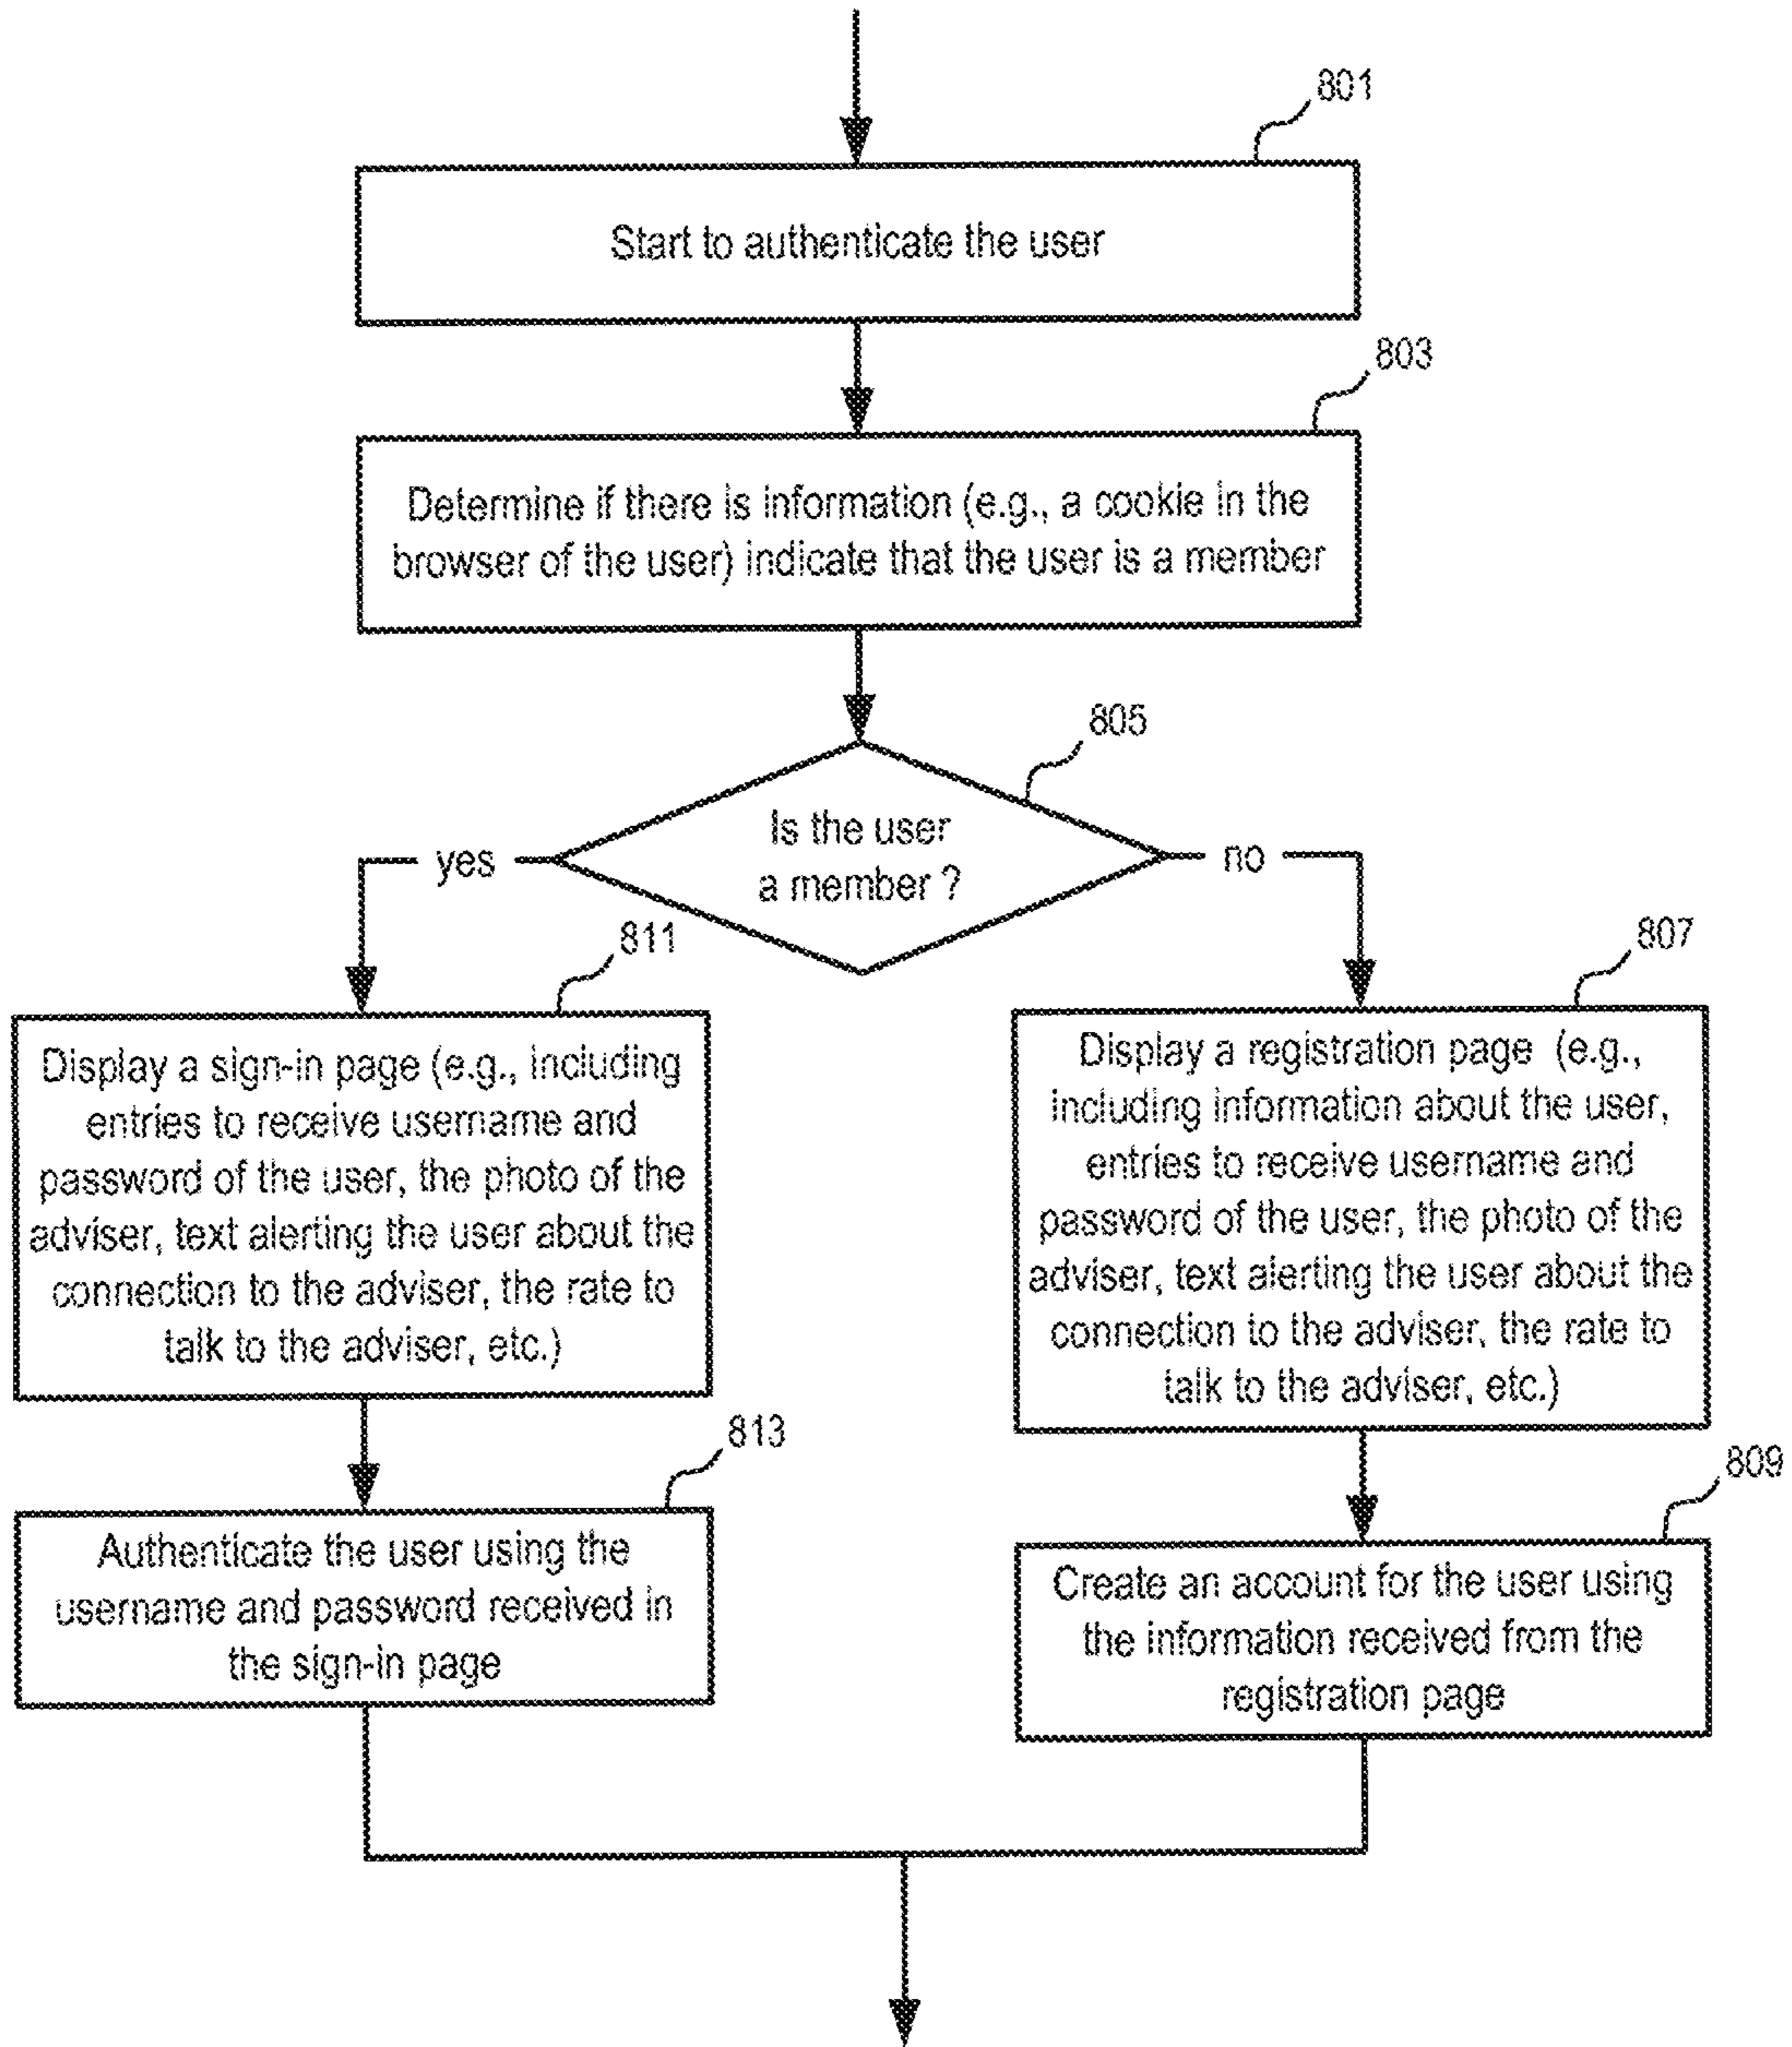 801
Start to authenticate the user
803
Determine if there is information (e.g., a cookie in the
browser of the user) indicate that the user is a member
805
Is the user
a member ?
yes
no
811
Display a sign-in page (e.g., including
entries to receive username and
password of the user, the photo of the
adviser, text alerting the user about the
connection to the adviser, the rate to
talk to the adviser, etc.)
807
Display a registration page (e.g.,
including information about the user,
entries to receive username and
password of the user, the photo of the
adviser, text alerting the user about the
connection to the adviser, the rate to
talk to the adviser, etc.)
813
Authenticate the user using the
username and password received in
the sign-in page
809
Create an account for the user using
the information received from the
registration page